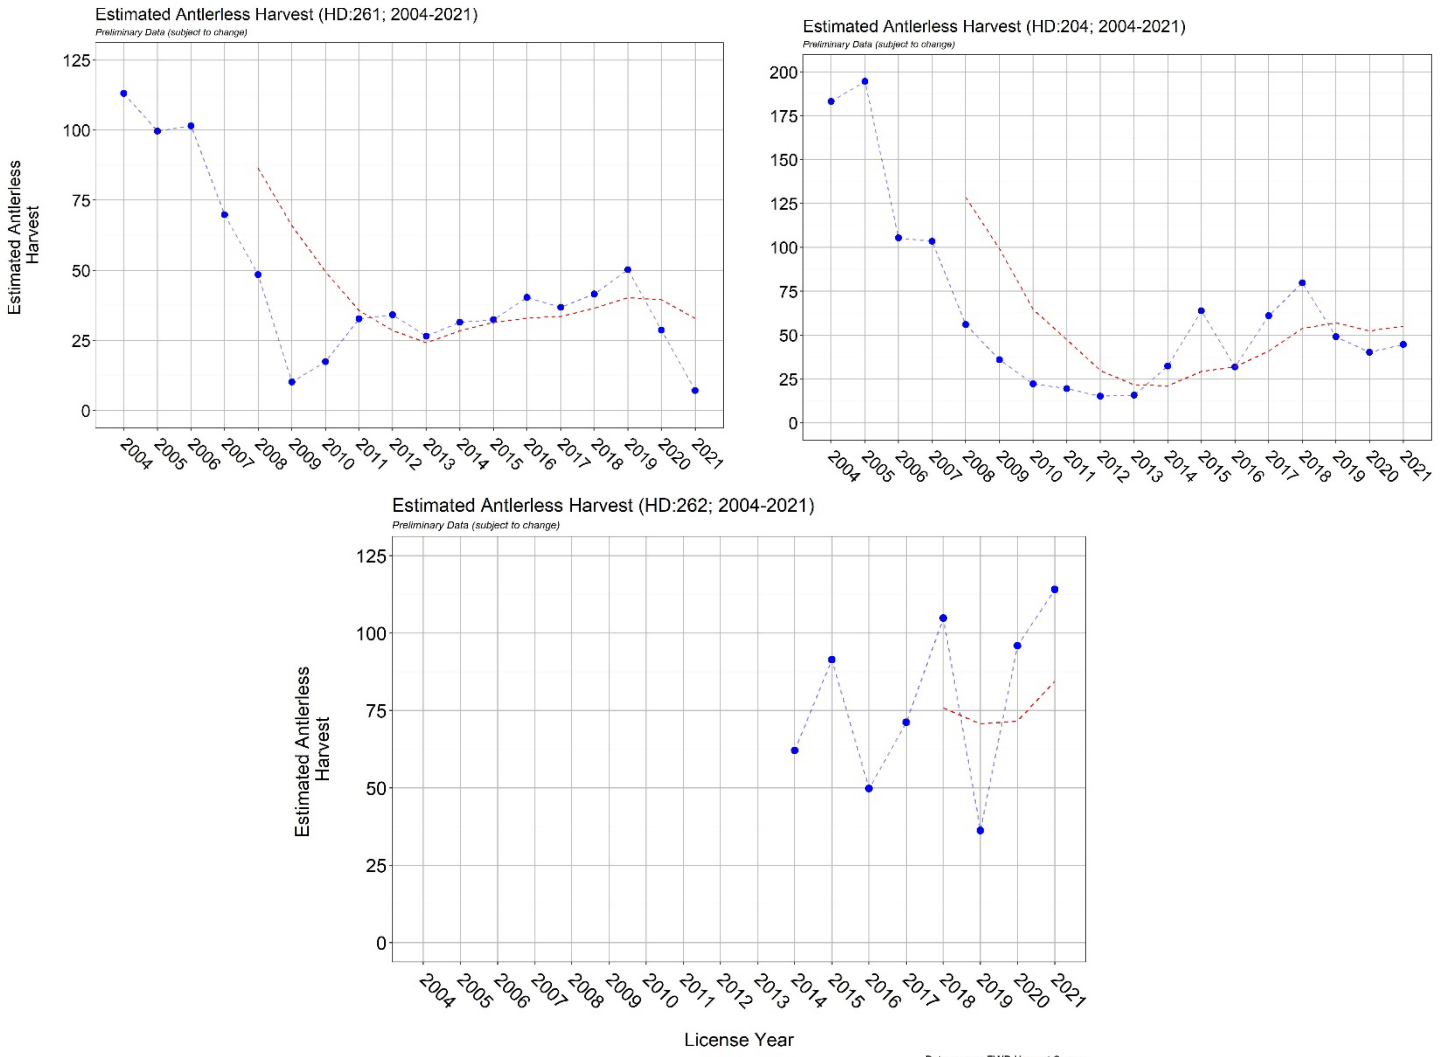 Estimated Antlerless Harvest (HD:261; 2004-2021)
Preliminary Data (subject to change)
Estimated Antlerless
Harvest
125
100
75
50
25
0
2004 2005 2006 2007 2008 2009 2010 2011 2012 2013 2014 2015 2016 2017 2018 2019 2020 2021
Estimated Antlerless Harvest (HD:204; 2004-2021)
Preliminary Data (subject to change)
200
175
150
125
100
75
50
25
0
2004 2005 2006 2007 2008 2009 2010 2011 2012 2013 2014 2015 2016 2017 2018 2019 2020 2021
Estimated Antlerless Harvest (HD:262; 2004-2021)
Preliminary Data (subject to change)
Estimated Antlerless
Harvest
125
100
75
50
25
0
2004 2005 2006 2007 2008 2009 2010 2011 2012 2013 2014 2015 2016 2017 2018 2019 2020 2021
License Year